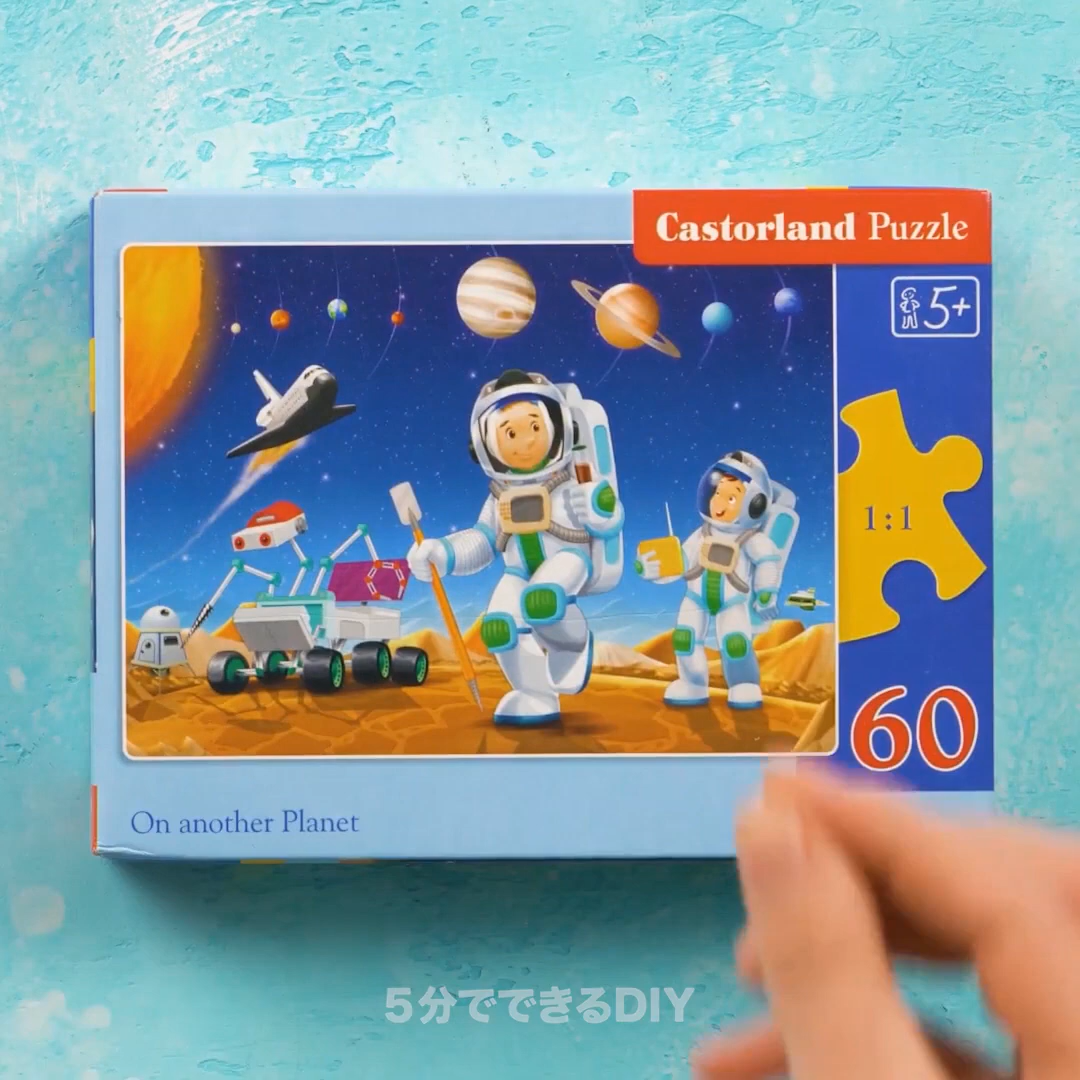 Castorland Puzzle
5+
1:1
60
On another Planet
5分でできるDIY